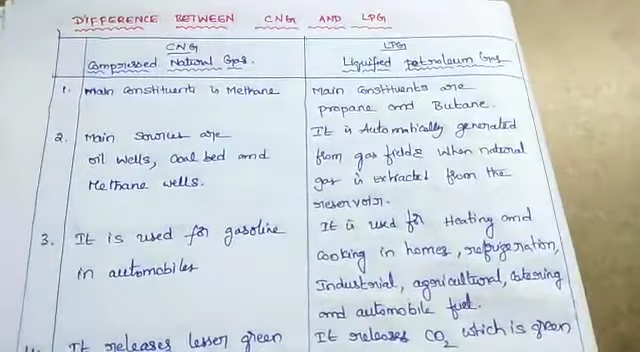 DIFFERENCE BETWEEN CNG AND LPG
CNG
Compressed Natural Gas.
LPG
Liquified petroleum Gas
1. Main constituent is Methane
Main constituents are
propane and Butane.
2. Main sources are
oil wells, coal bed and
Methane wells.
It is Automatically generated
from gas fields when natural
gas is extracted from the
reservoir.
3. It is used for gasoline
in automobiles
It is used for Heating and
cooking in homes, refrigeration,
Industrial, agricultural, catering
and automobile fuel.
It releases lesser green
It releases CO2 which is green